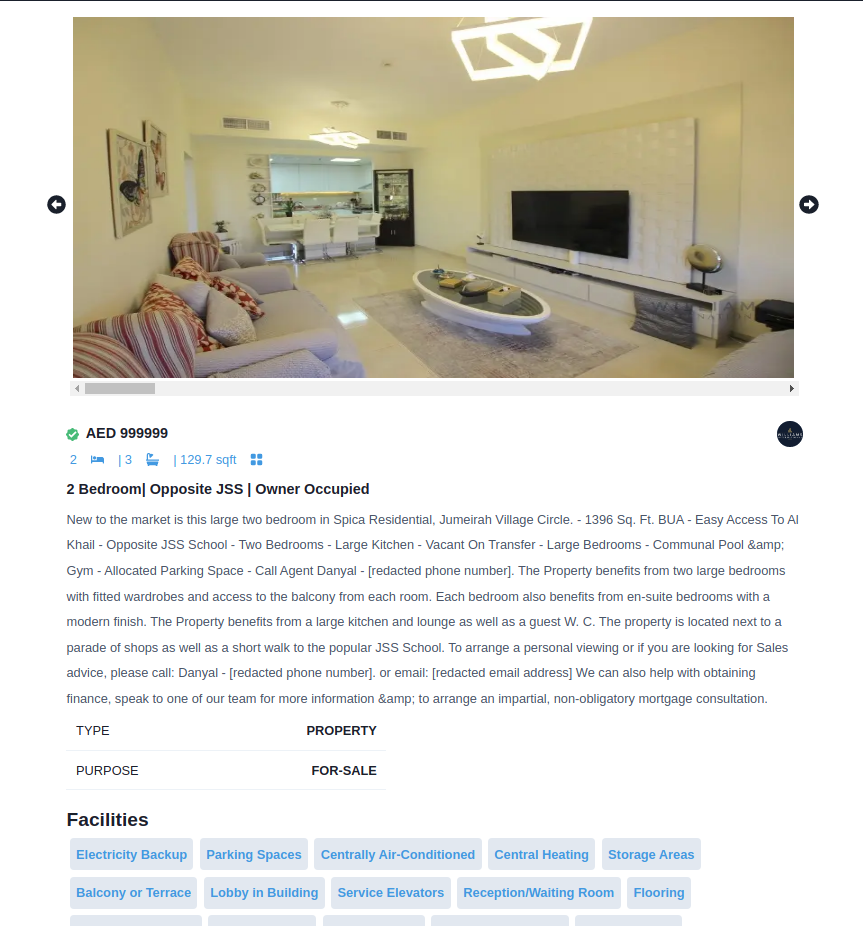 AED 999999
WILLIAMS
2 | 3 | 129.7 sqft
2 Bedroom| Opposite JSS | Owner Occupied
New to the market is this large two bedroom in Spica Residential, Jumeirah Village Circle. - 1396 Sq. Ft. BUA - Easy Access To Al
Khail - Opposite JSS School - Two Bedrooms - Large Kitchen - Vacant On Transfer - Large Bedrooms - Communal Pool &amp;
Gym - Allocated Parking Space - Call Agent Danyal - [redacted phone number]. The Property benefits from two large bedrooms
with fitted wardrobes and access to the balcony from each room. Each bedroom also benefits from en-suite bedrooms with a
modern finish. The Property benefits from a large kitchen and lounge as well as a guest W. C. The property is located next to a
parade of shops as well as a short walk to the popular JSS School. To arrange a personal viewing or if you are looking for Sales
advice, please call: Danyal - [redacted phone number]. or email: [redacted email address] We can also help with obtaining
finance, speak to one of our team for more information &amp; to arrange an impartial, non-obligatory mortgage consultation.
TYPE PROPERTY
PURPOSE FOR-SALE
Facilities
Electricity Backup Parking Spaces Centrally Air-Conditioned Central Heating Storage Areas
Balcony or Terrace Lobby in Building Service Elevators Reception/Waiting Room Flooring